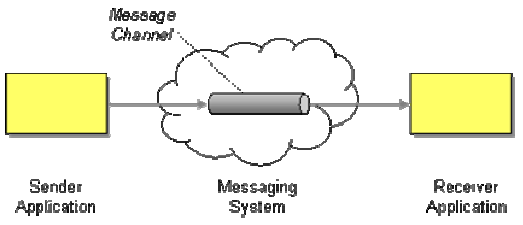 Message
Channel
Sender
Application
Messaging
System
Receiver
Application